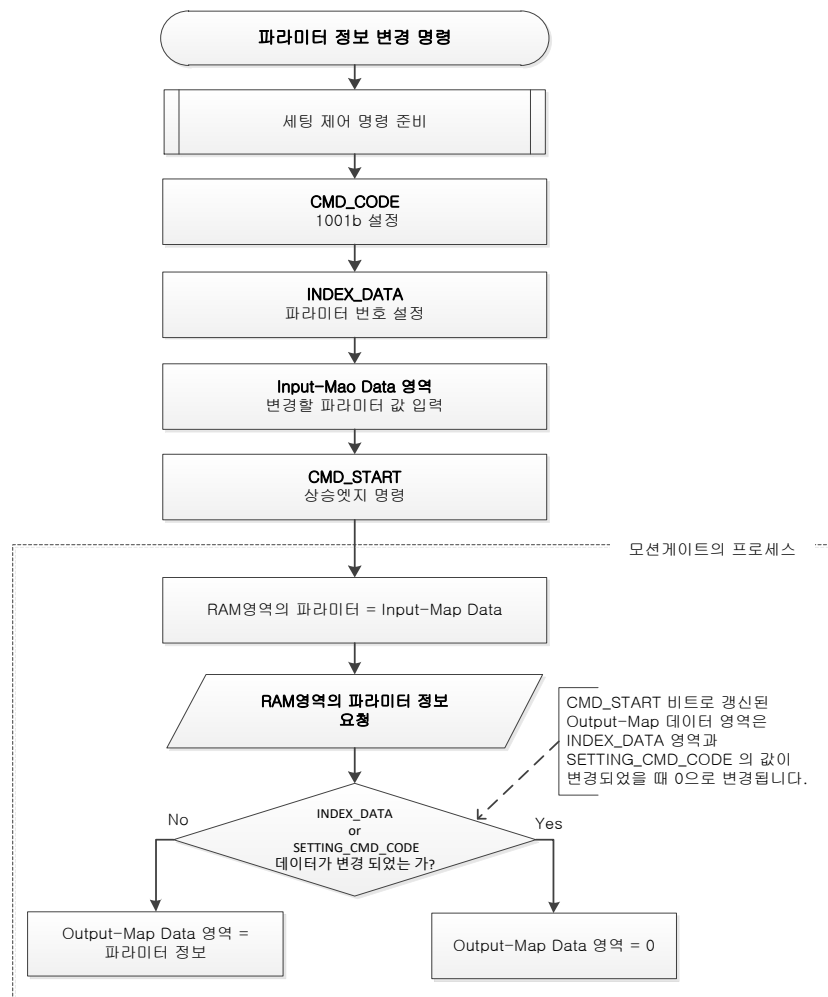 파라미터 정보 변경 명령
세팅 제어 명령 준비
CMD_CODE
1001b 설정
INDEX_DATA
파라미터 번호 설정
Input-Mao Data 영역
변경할 파라미터 값 입력
CMD_START
상승엣지 명령
모션게이트의 프로세스
RAM영역의 파라미터 = Input-Map Data
RAM영역의 파라미터 정보
요청
CMD_START 비트로 갱신된
Output-Map 데이터 영역은
INDEX_DATA 영역과
SETTING_CMD_CODE 의 값이
변경되었을 때 0으로 변경됩니다.
INDEX_DATA
or
SETTING_CMD_CODE
데이터가 변경 되었는 가?
No
Yes
Output-Map Data 영역 =
파라미터 정보
Output-Map Data 영역 = 0